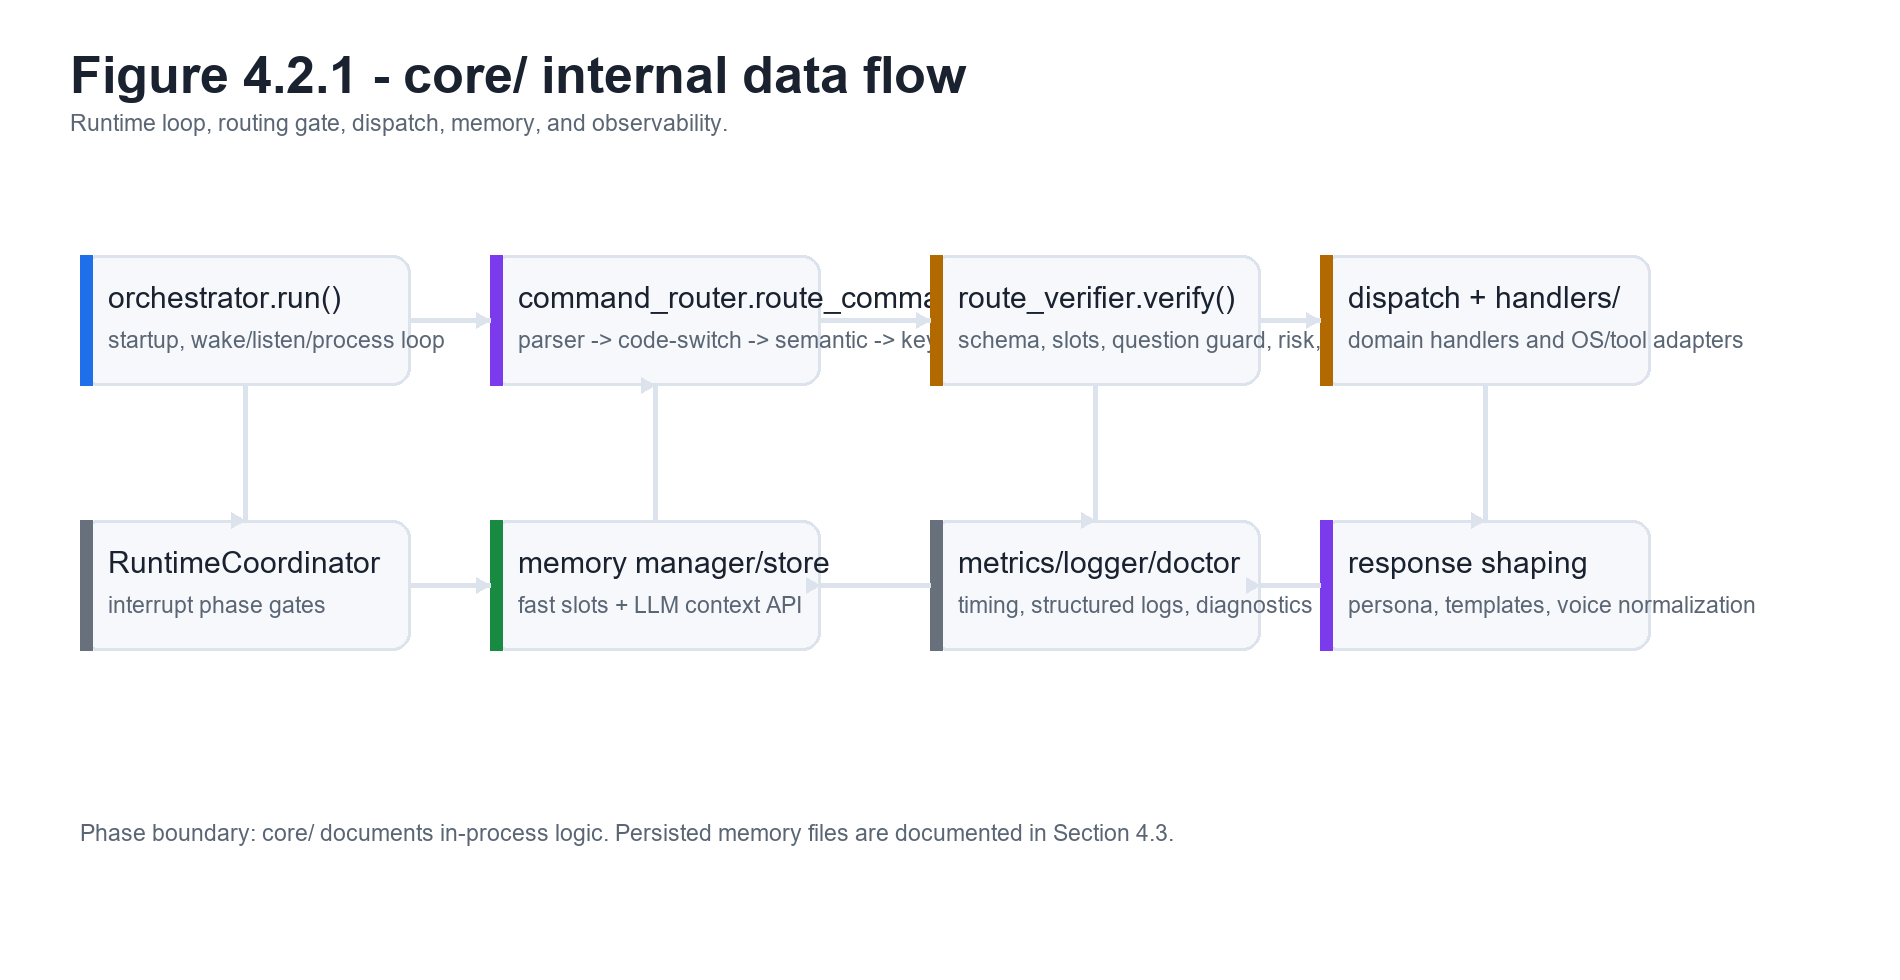 Figure 4.2.1 - core/ internal data flow
Runtime loop, routing gate, dispatch, memory, and observability.
orchestrator.run()
startup, wake/listen/process loop
command_router.route_comma
parser -> code-switch -> semantic -> key
route_verifier.verify()
schema, slots, question guard, risk,
dispatch + handlers/
domain handlers and OS/tool adapters
RuntimeCoordinator
interrupt phase gates
memory manager/store
fast slots + LLM context API
metrics/logger/doctor
timing, structured logs, diagnostics
response shaping
persona, templates, voice normalization
Phase boundary: core/ documents in-process logic. Persisted memory files are documented in Section 4.3.